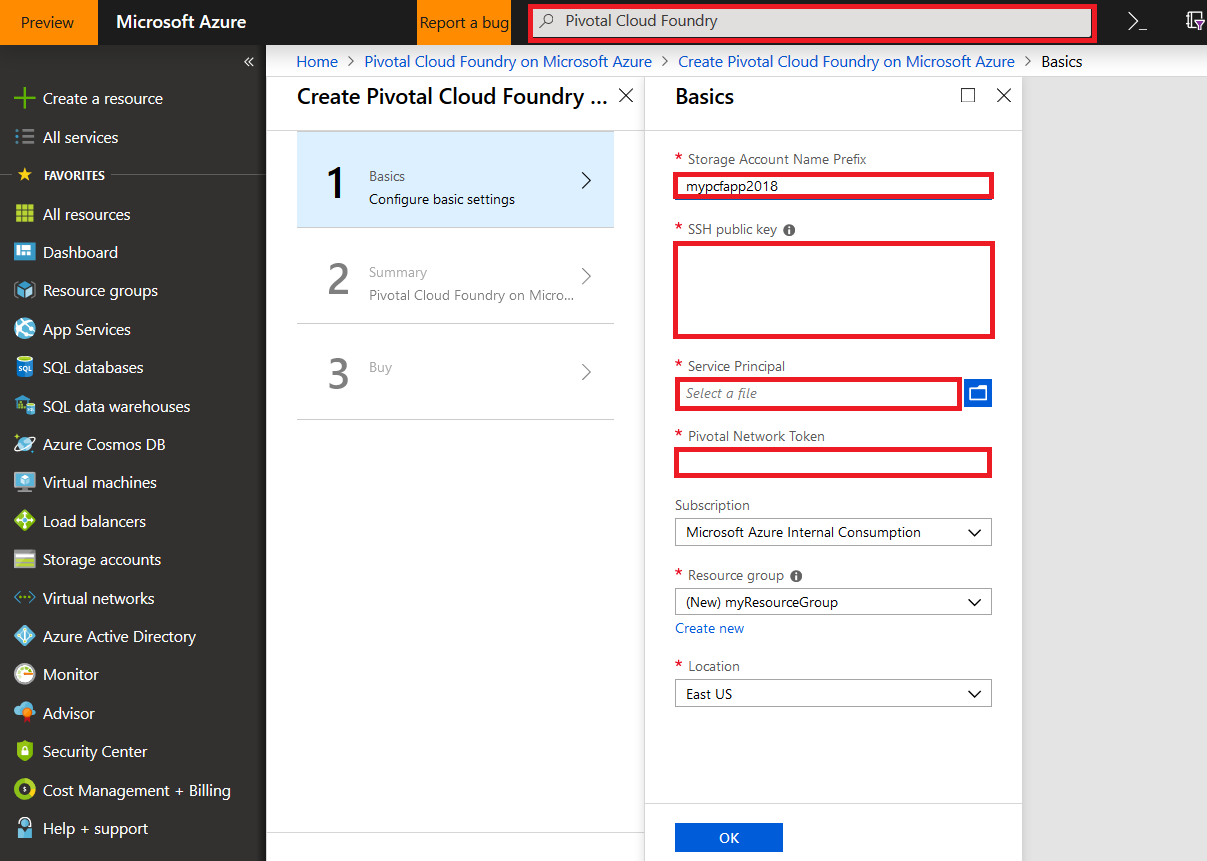 Preview
Microsoft Azure
Report a bug
Pivotal Cloud Foundry
«
Create a resource
All services
FAVORITES
All resources
Dashboard
Resource groups
App Services
SQL databases
SQL data warehouses
Azure Cosmos DB
Virtual machines
Load balancers
Storage accounts
Virtual networks
Azure Active Directory
Monitor
Advisor
Security Center
Cost Management + Billing
Help + support
Home > Pivotal Cloud Foundry on Microsoft Azure > Create Pivotal Cloud Foundry on Microsoft Azure > Basics
Create Pivotal Cloud Foundry ...
1
Basics
Configure basic settings
2
Summary
Pivotal Cloud Foundry on Micro...
3
Buy
Basics
* Storage Account Name Prefix
mypcfapp2018
* SSH public key
* Service Principal
Select a file
* Pivotal Network Token
Subscription
Microsoft Azure Internal Consumption
* Resource group
(New) myResourceGroup
Create new
* Location
East US
OK